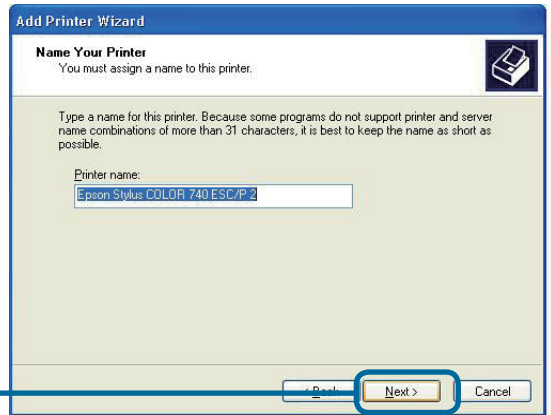 Add Printer Wizard
Name Your Printer
You must assign a name to this printer.
Type a name for this printer. Because some programs do not support printer and server
name combinations of more than 31 characters, it is best to keep the name as short as
possible.
Printer name:
Epson Stylus COLOR 740 ESC/P 2
< Back Next > Cancel